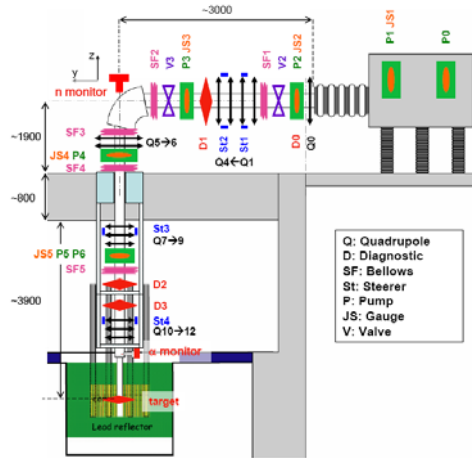 ~3000
y
z
n monitor
SF2
V3
P3
JS3
SF1
V2
P2
JS2
P1
JS1
P0
D1
St2
St1
D0
Q0
Q4←Q1
~1900
SF3
Q5→6
JS4 P4
SF4
~800
St3
Q7→9
JS5 P5 P6
SF5
D2
D3
~3900
St4
Q10→12
α-monitor
target
Lead reflector
Q: Quadrupole
D: Diagnostic
SF: Bellows
St: Steerer
P: Pump
JS: Gauge
V: Valve